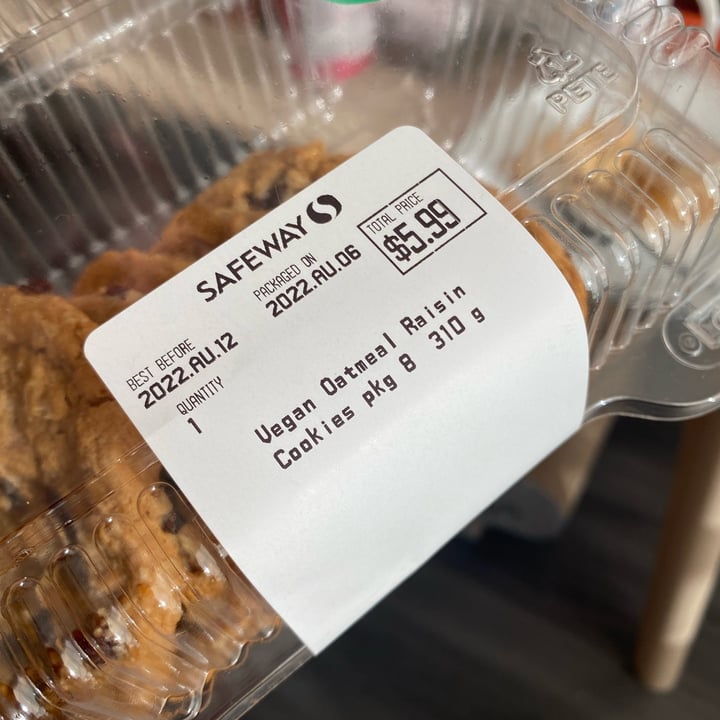 PETE
SAFEWAY
TOTAL PRICE
$5.99
PACKAGED ON
2022.AU.06
BEST BEFORE
2022.AU.12
QUANTITY
1
Vegan Oatmeal Raisin
Cookies pkg 8 310 g